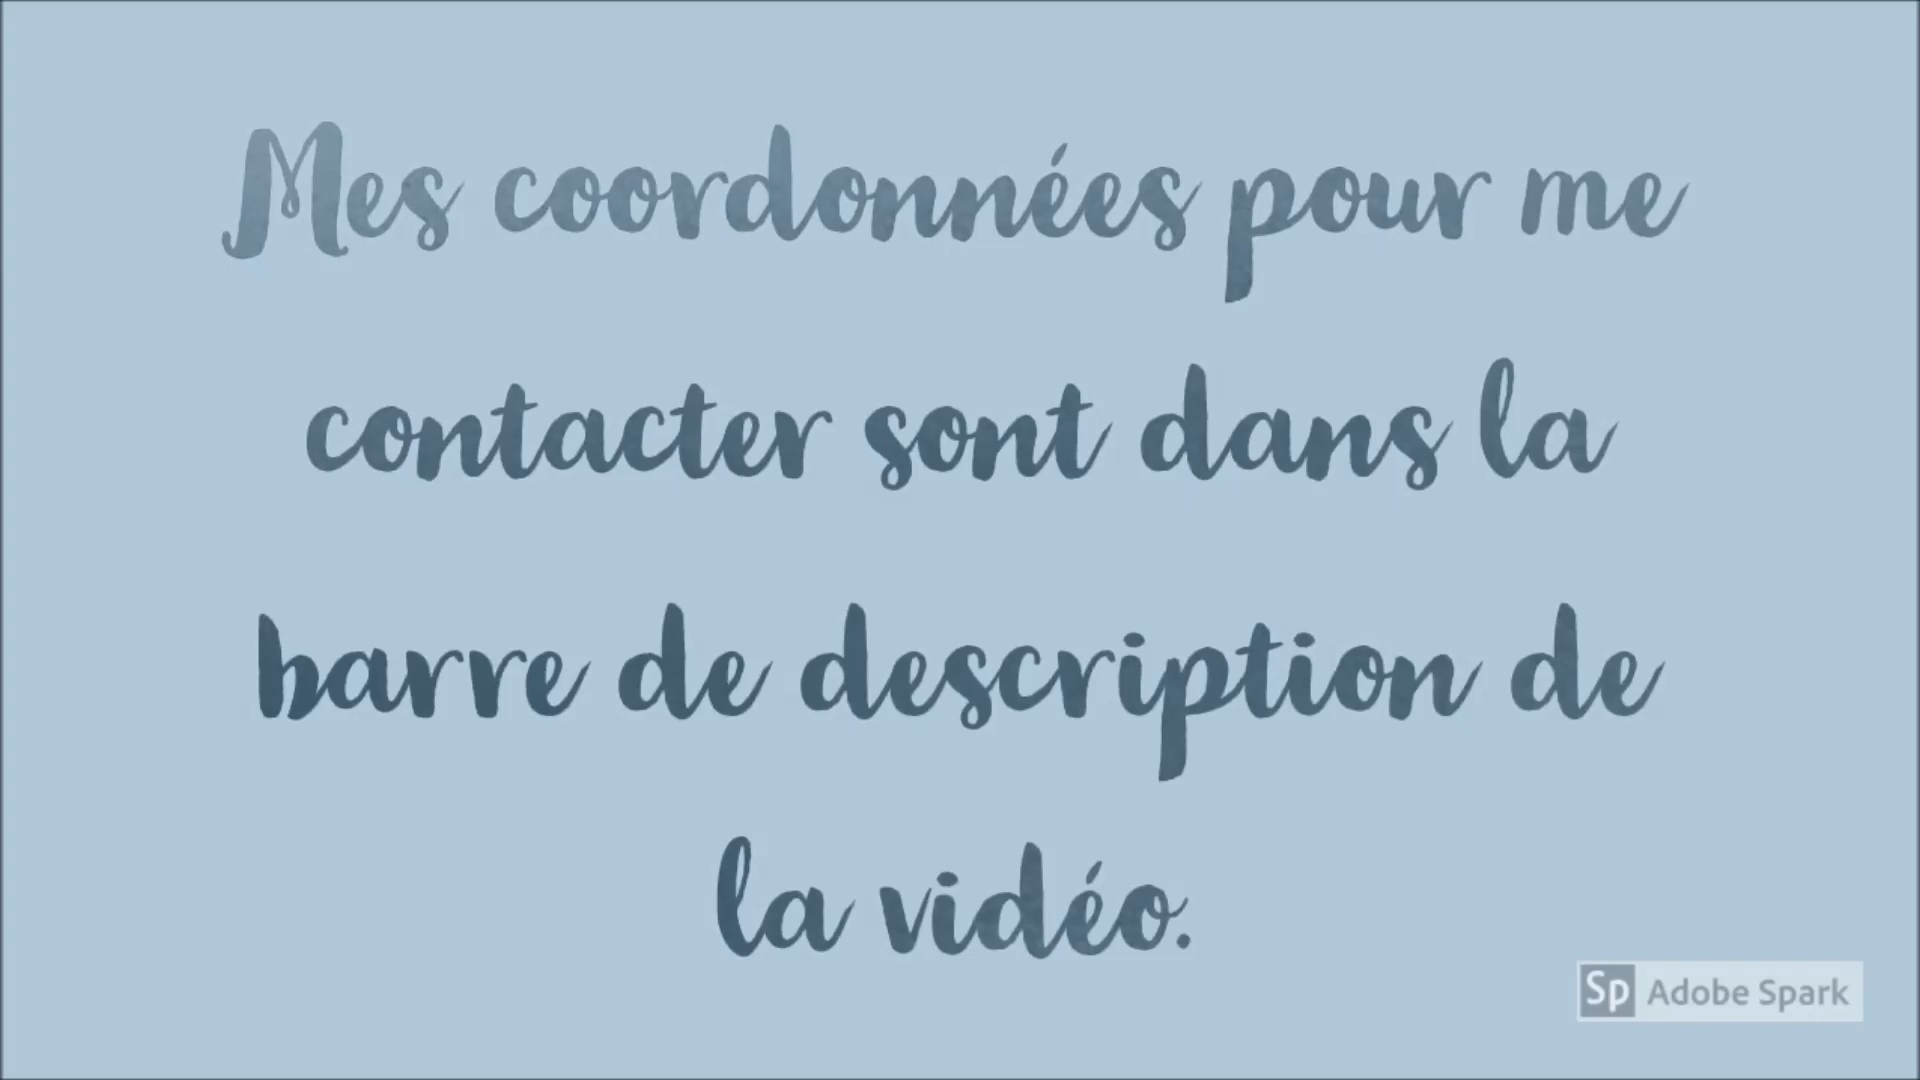 Mes coordonnées pour me
contacter sont dans la
barre de description de
la vidéo.
Sp Adobe Spark